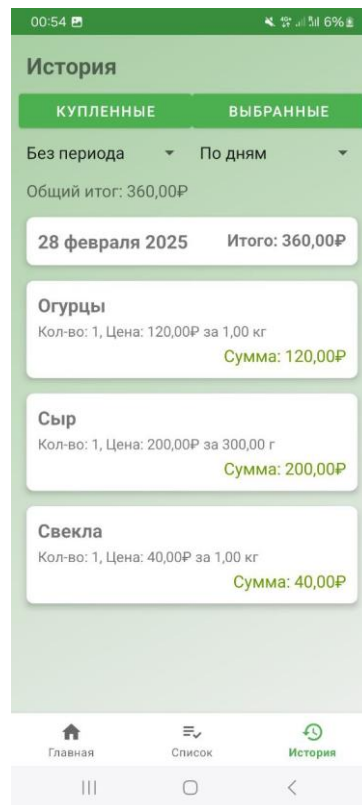 00:54 6%
История
КУПЛЕННЫЕ ВЫБРАННЫЕ
Без периода По дням
Общий итог: 360,00₽
28 февраля 2025 Итого: 360,00₽
Огурцы
Кол-во: 1, Цена: 120,00₽ за 1,00 кг
Сумма: 120,00₽
Сыр
Кол-во: 1, Цена: 200,00₽ за 300,00 г
Сумма: 200,00₽
Свекла
Кол-во: 1, Цена: 40,00₽ за 1,00 кг
Сумма: 40,00₽
Главная Список История